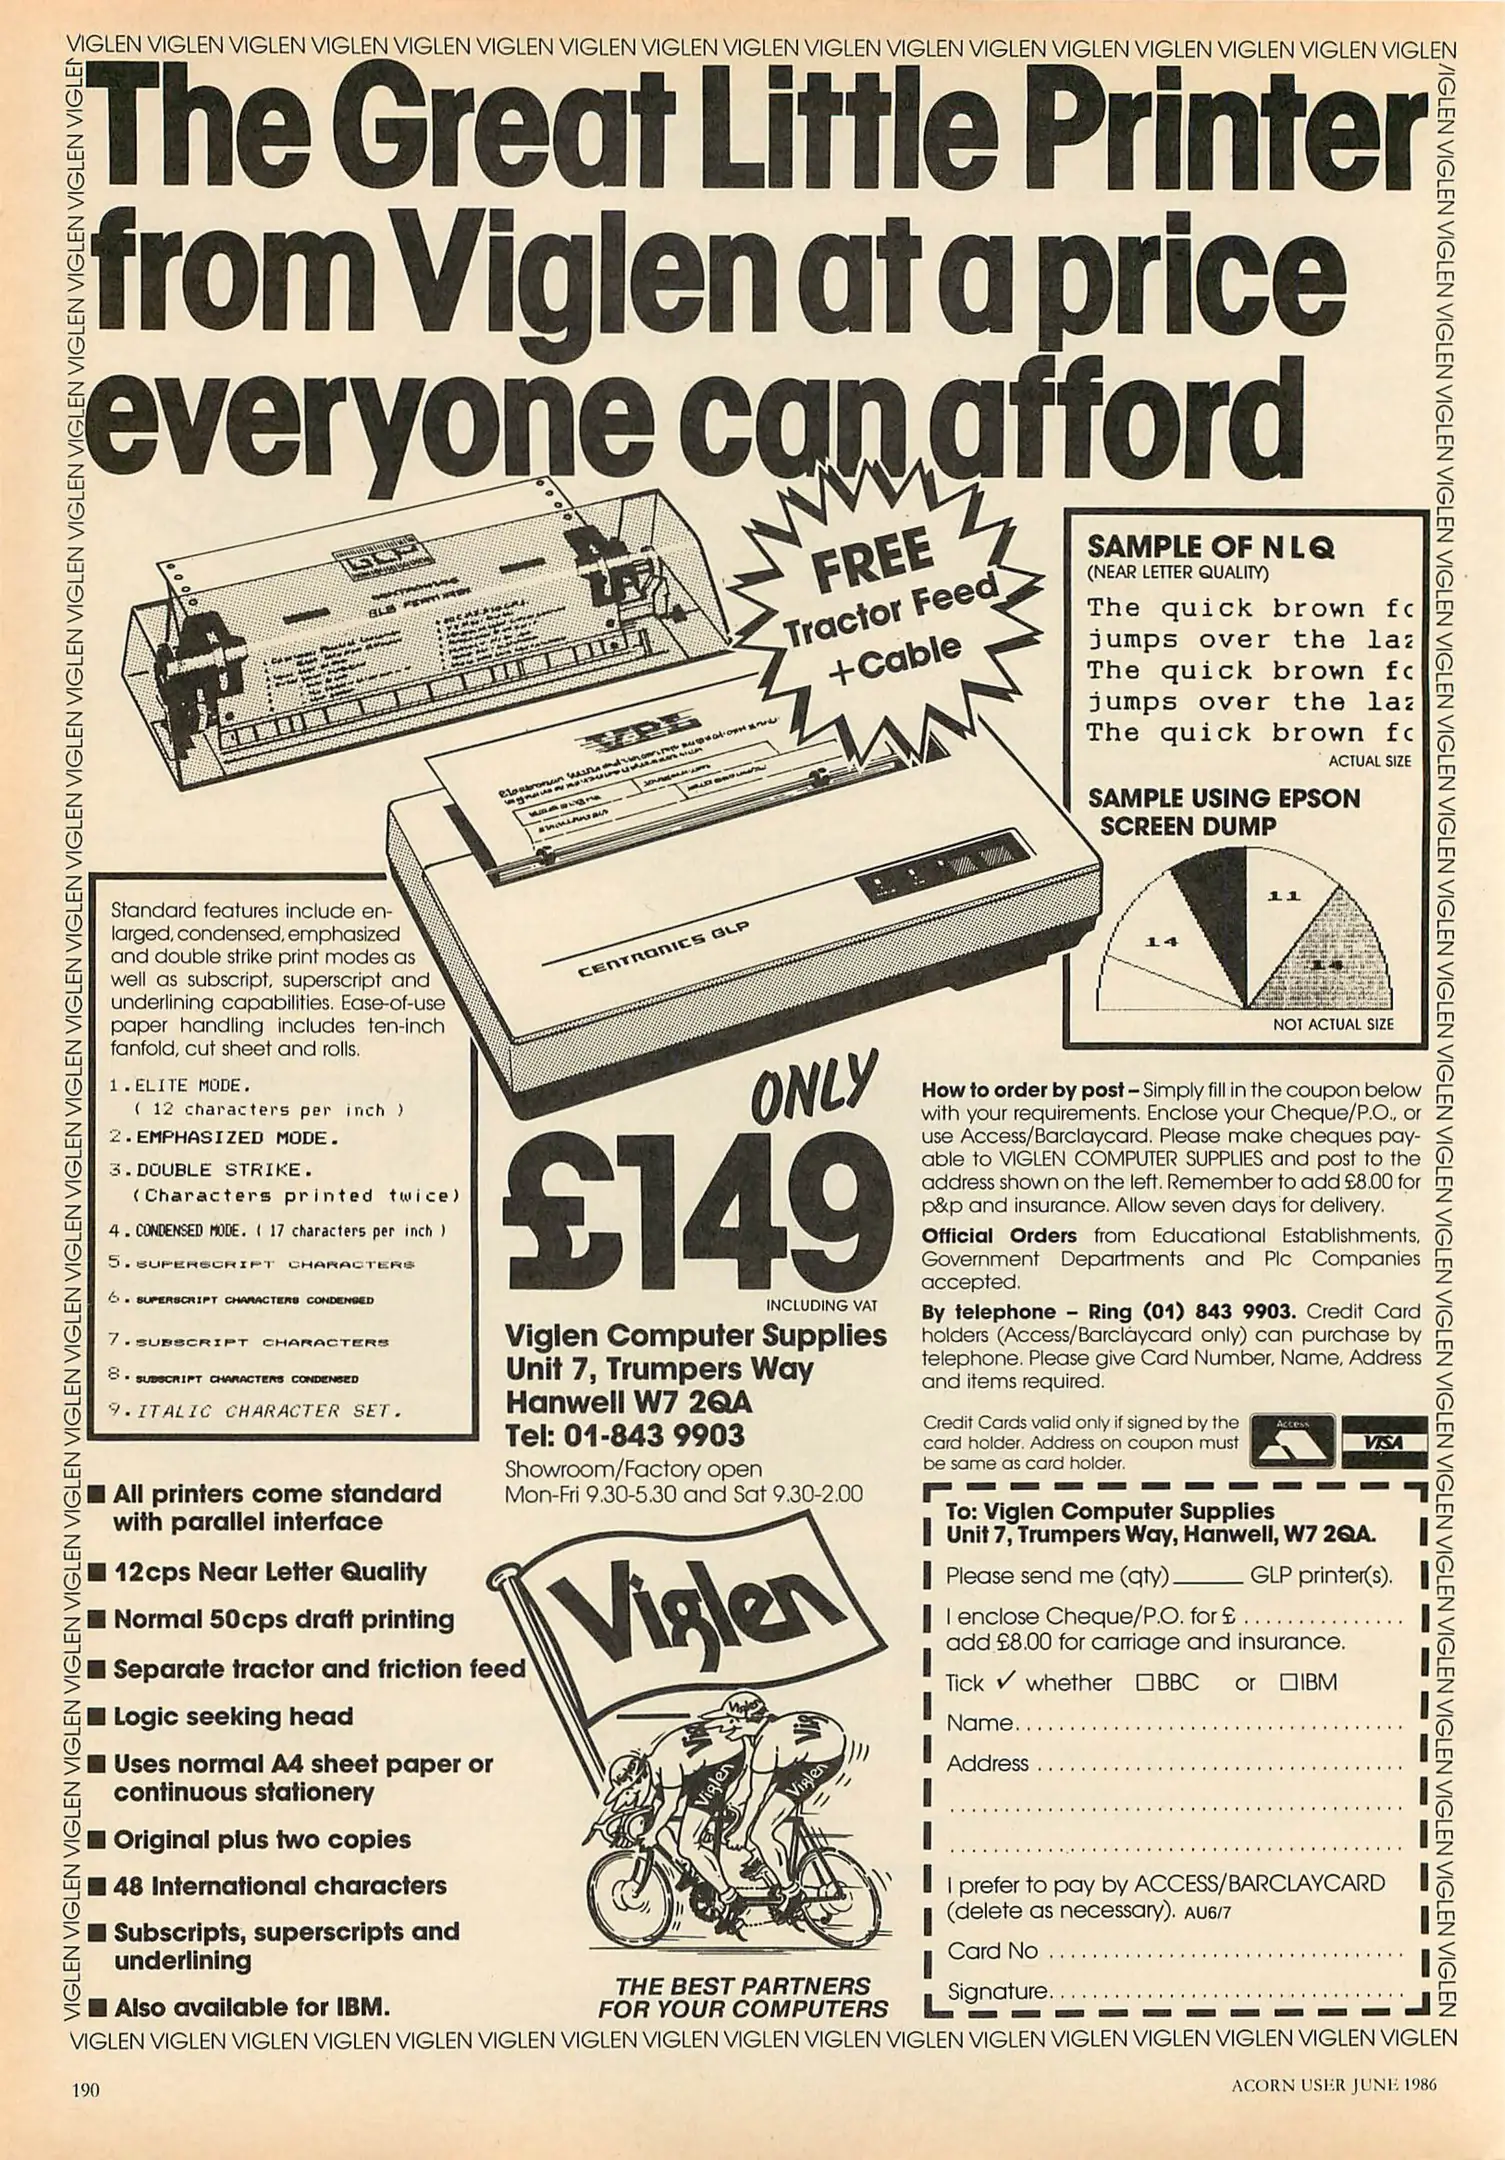 VIGLEN VIGLEN VIGLEN VIGLEN VIGLEN VIGLEN VIGLEN VIGLEN VIGLEN VIGLEN VIGLEN VIGLEN VIGLEN VIGLEN VIGLEN VIGLEN VIGLEN
The Great Little Printer
from Viglen at a price
everyone can afford
FREE
Tractor Feed
+Cable
GLP
VDE
CENTRONICS GLP
SAMPLE OF NLQ
(NEAR LETTER QUALITY)
The quick brown fo
jumps over the laz
The quick brown fo
jumps over the laz
The quick brown fo
ACTUAL SIZE
SAMPLE USING EPSON
SCREEN DUMP
14
11
14
NOT ACTUAL SIZE
Standard features include en-
larged, condensed, emphasized
and double strike print modes as
well as subscript, superscript and
underlining capabilities. Ease-of-use
paper handling includes ten-inch
fanfold, cut sheet and rolls.
1.ELITE MODE.
( 12 characters per inch )
2.EMPHASIZED MODE.
3.DOUBLE STRIKE.
(Characters printed twice)
4. CONDENSED MODE. ( 17 characters per inch )
5. SUPERSCRIPT CHARACTERS
6. SUPERSCRIPT CHARACTERS CONDENSED
7. SUBSCRIPT CHARACTERS
8. SUBSCRIPT CHARACTERS CONDENSED
9. ITALIC CHARACTER SET.
■ All printers come standard
with parallel interface
■ 12cps Near Letter Quality
■ Normal 50cps draft printing
■ Separate tractor and friction feed
■ Logic seeking head
■ Uses normal A4 sheet paper or
continuous stationery
■ Original plus two copies
■ 48 International characters
■ Subscripts, superscripts and
underlining
■ Also available for IBM.
ONLY
£149
INCLUDING VAT
Viglen Computer Supplies
Unit 7, Trumpers Way
Hanwell W7 2QA
Tel: 01-843 9903
Showroom/Factory open
Mon-Fri 9.30-5.30 and Sat 9.30-2.00
Viglen
Viglen
Viglen
Vig
Vig
Viglen
Viglen
THE BEST PARTNERS
FOR YOUR COMPUTERS
How to order by post – Simply fill in the coupon below
with your requirements. Enclose your Cheque/P.O., or
use Access/Barclaycard. Please make cheques pay-
able to VIGLEN COMPUTER SUPPLIES and post to the
address shown on the left. Remember to add £8.00 for
p&p and insurance. Allow seven days for delivery.
Official Orders from Educational Establishments,
Government Departments and Plc Companies
accepted.
By telephone – Ring (01) 843 9903. Credit Card
holders (Access/Barclaycard only) can purchase by
telephone. Please give Card Number, Name, Address
and items required.
Credit Cards valid only if signed by the
card holder. Address on coupon must
be same as card holder.
Access
VISA
To: Viglen Computer Supplies
Unit 7, Trumpers Way, Hanwell, W7 2QA.
Please send me (qty)______ GLP printer(s).
I enclose Cheque/P.O. for £ ...............
add £8.00 for carriage and insurance.
Tick ✓ whether □BBC or □IBM
Name....................................
Address ..................................
I prefer to pay by ACCESS/BARCLAYCARD
(delete as necessary). AU6/7
Card No .................................
Signature.................................
VIGLEN VIGLEN VIGLEN VIGLEN VIGLEN VIGLEN VIGLEN VIGLEN VIGLEN VIGLEN VIGLEN VIGLEN VIGLEN VIGLEN VIGLEN VIGLEN VIGLEN
190
ACORN USER JUNE 1986